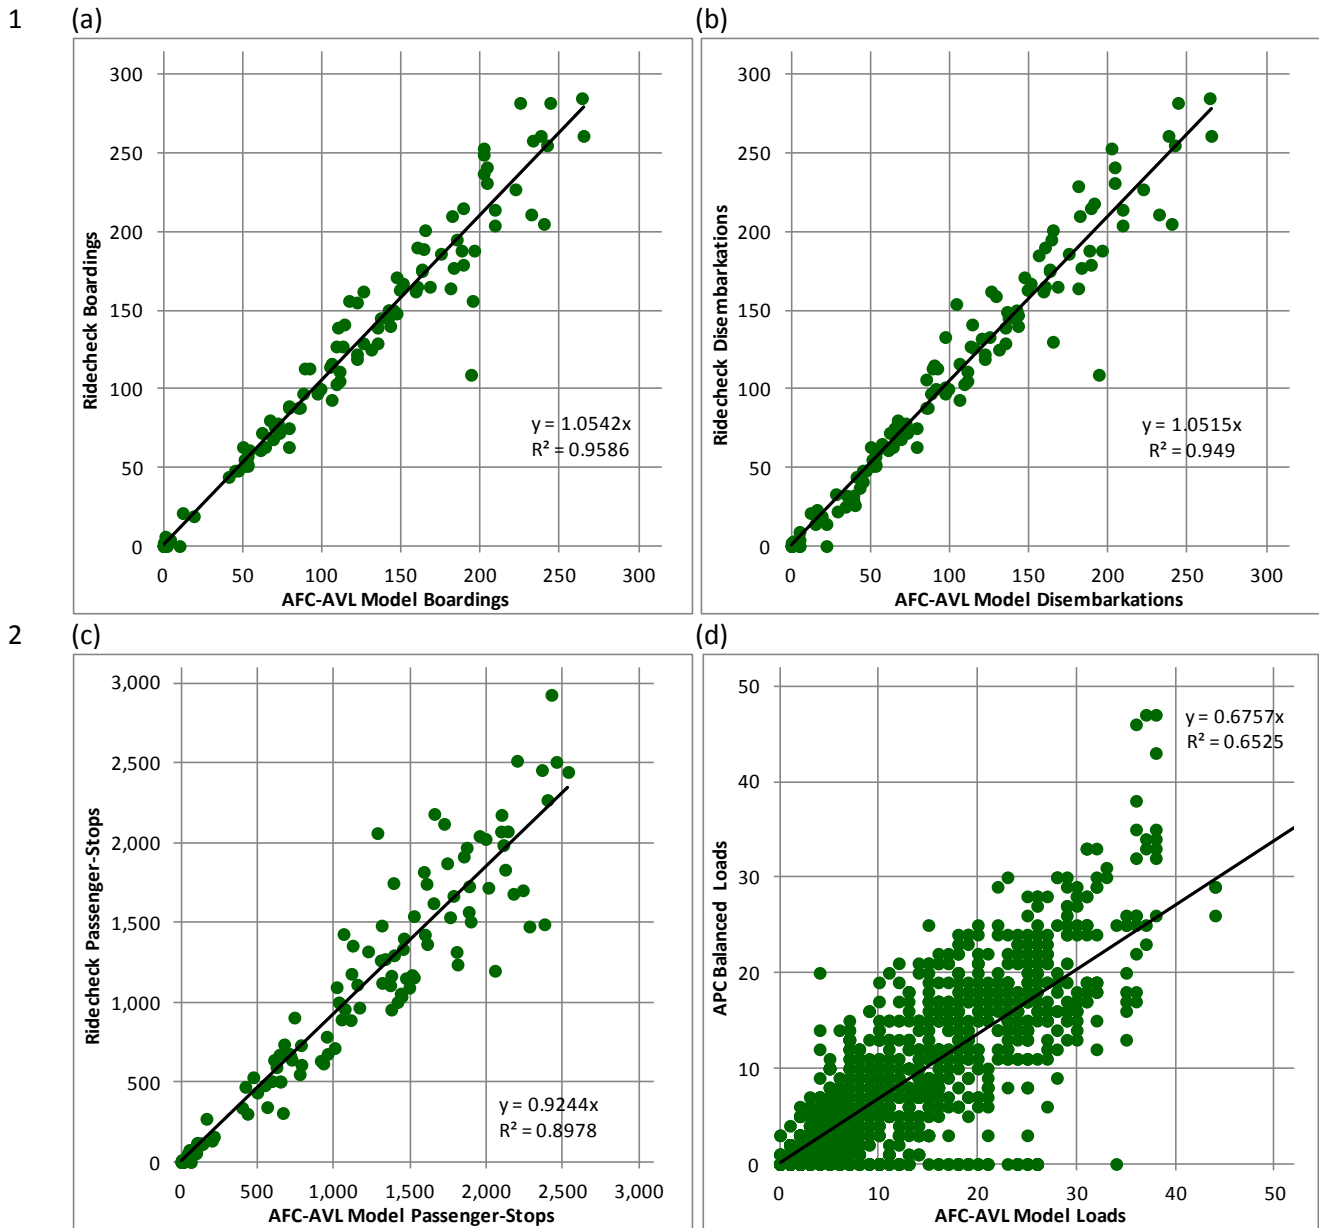 1 (a) (b)
300
250
200
150
100
50
0
Ridecheck Boardings
y = 1.0542x
R² = 0.9586
0 50 100 150 200 250 300
AFC-AVL Model Boardings
300
250
200
150
100
50
0
Ridecheck Disembarkations
y = 1.0515x
R² = 0.949
0 50 100 150 200 250 300
AFC-AVL Model Disembarkations
2 (c) (d)
3,000
2,500
2,000
1,500
1,000
500
0
Ridecheck Passenger-Stops
y = 0.9244x
R² = 0.8978
0 500 1,000 1,500 2,000 2,500 3,000
AFC-AVL Model Passenger-Stops
50
40
30
20
10
0
APC Balanced Loads
y = 0.6757x
R² = 0.6525
0 10 20 30 40 50
AFC-AVL Model Loads